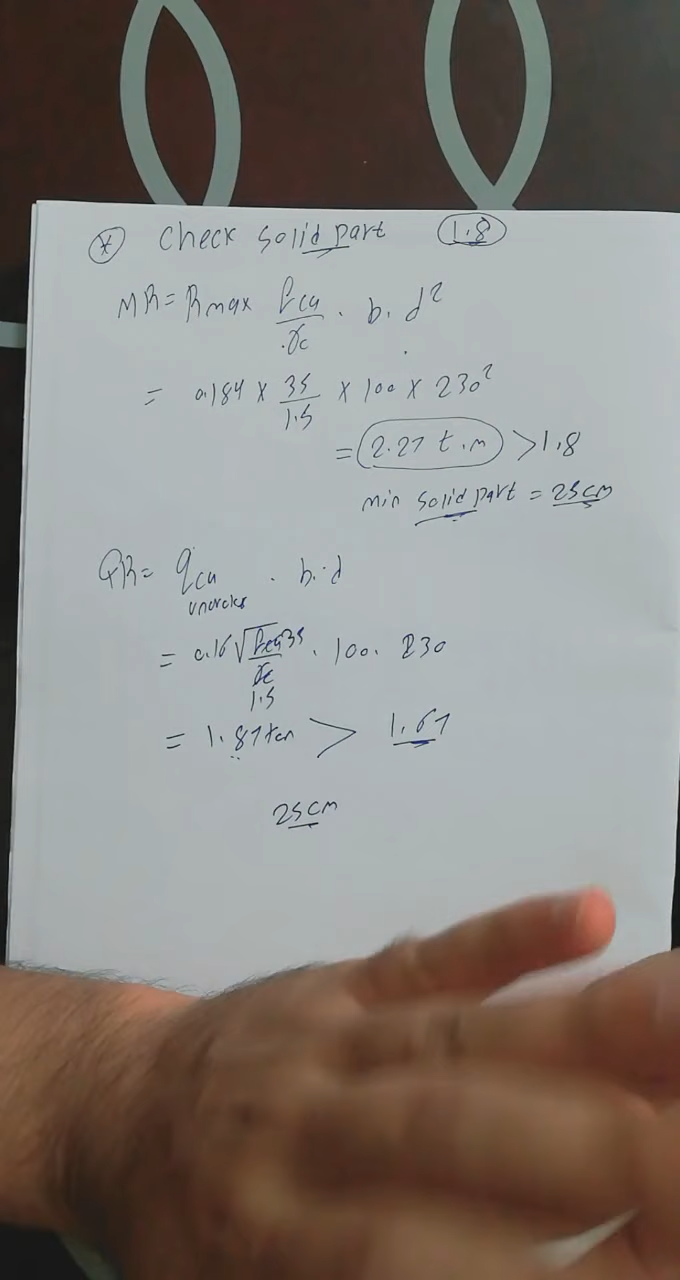 * Check Solid part 1.8
MR = Rmax fcu/γc . b. d²
= 0.184 × 35/1.5 × 100 × 230²
= 2.27 t.m > 1.8
min solid part = 25cm
QR = qcu . b. d
= 0.16 √fcu 35/γc . 100. 230
1.5
= 1.87 ton > 1.67
25cm